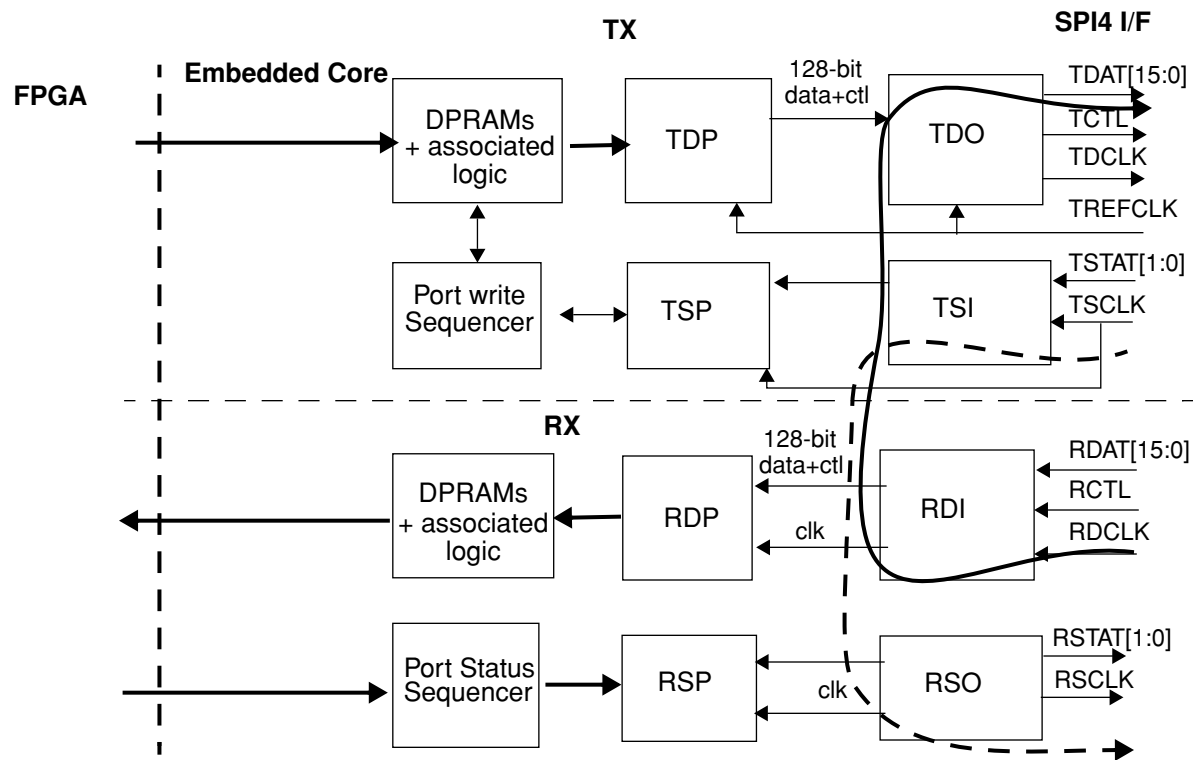 TX
SPI4 I/F
FPGA
Embedded Core
DPRAMs
+ associated
logic
TDP
128-bit
data+ctl
TDO
TDAT[15:0]
TCTL
TDCLK
TREFCLK
Port write
Sequencer
TSP
TSI
TSTAT[1:0]
TSCLK
RX
DPRAMs
+ associated
logic
RDP
128-bit
data+ctl
clk
RDI
RDAT[15:0]
RCTL
RDCLK
Port Status
Sequencer
RSP
clk
RSO
RSTAT[1:0]
RSCLK